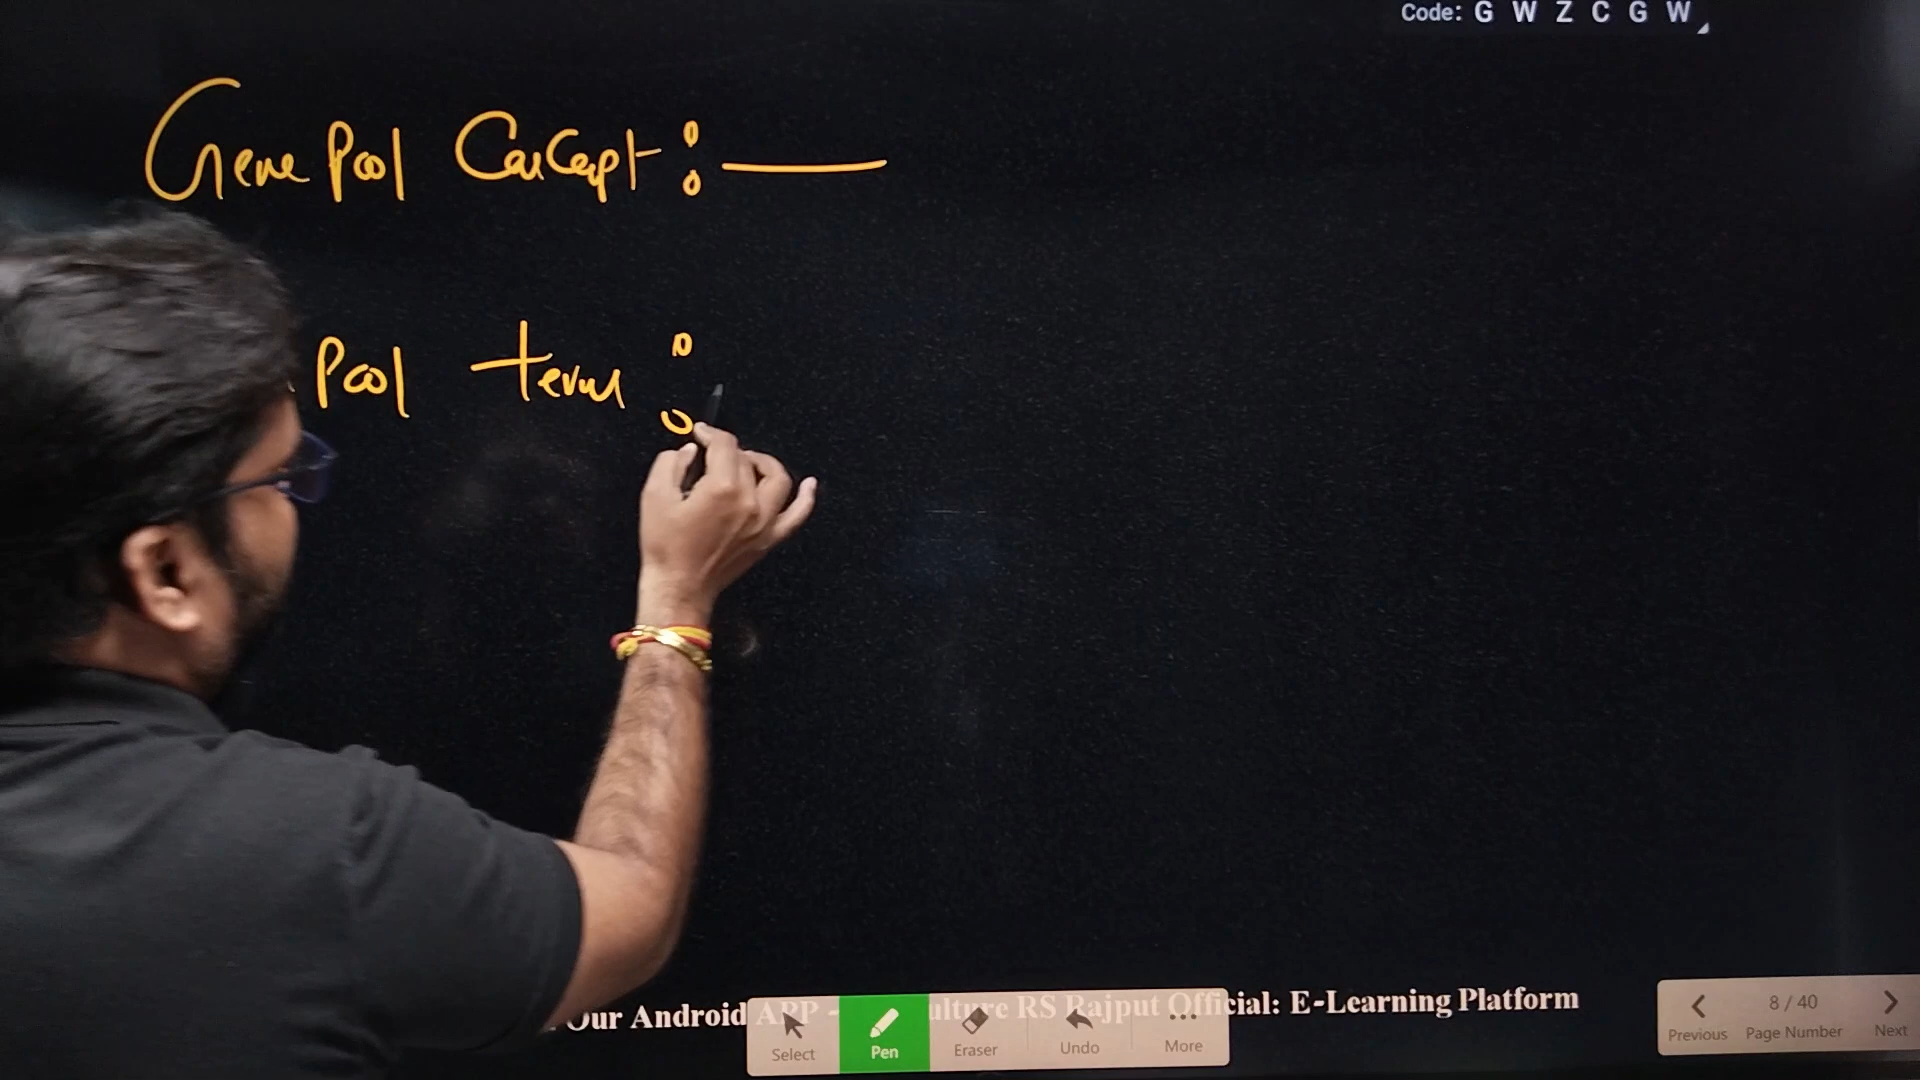 Code: G W Z C G W
Gene Pool Concept :—
Pool term :
Our Android APP - ulture RS Rajput Official: E-Learning Platform
Select Pen Eraser Undo More
8 / 40
Previous Page Number Next